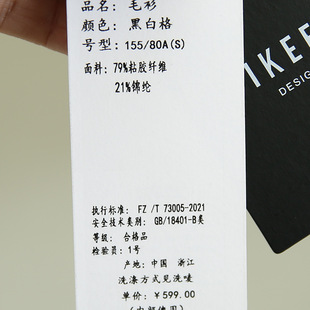 品名: 毛衫
颜色: 黑白格
号型: 155/80A(S)
面料: 79%粘胶纤维
21%锦纶
执行标准: FZ /T 73005-2021
安全技术类别: GB/18401-B类
等级: 合格品
检验员: 1号
产地: 中国 浙江
洗涤方式见洗唛
单价: ¥599.00
DESIG